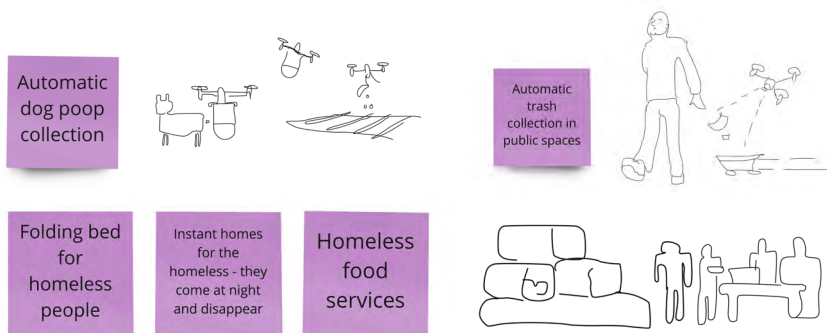 Automatic
dog poop
collection
Automatic
trash
collection in
public spaces
Folding bed
for
homeless
people
Instant homes
for the
homeless - they
come at night
and disappear
Homeless
food
services